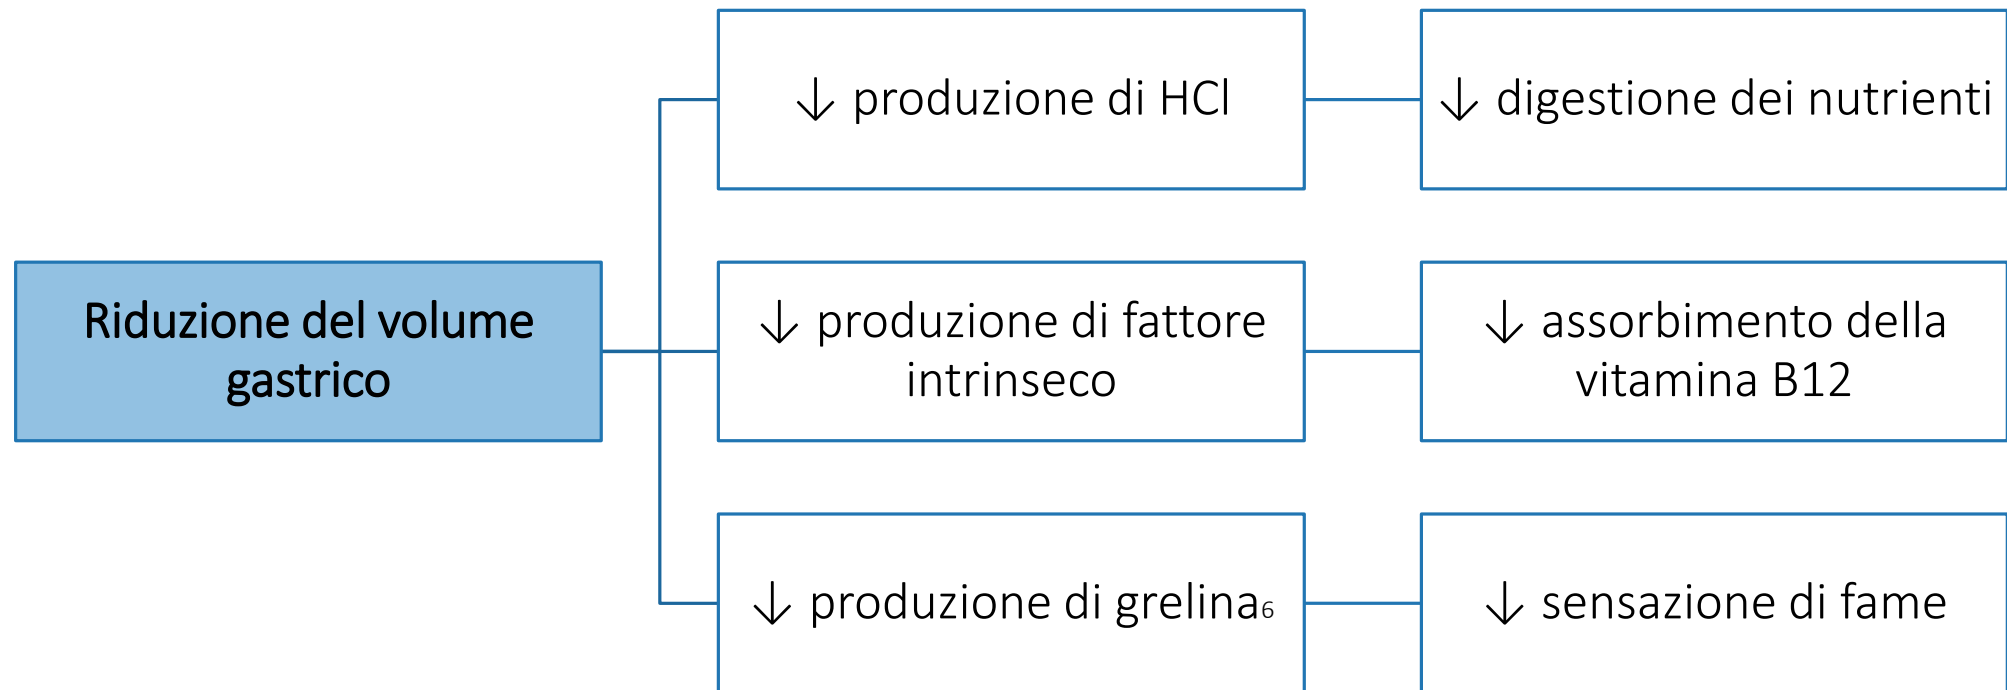 ↓ produzione di HCl
↓ digestione dei nutrienti
Riduzione del volume
gastrico
↓ produzione di fattore
intrinseco
↓ assorbimento della
vitamina B12
↓ produzione di grelina₆
↓ sensazione di fame